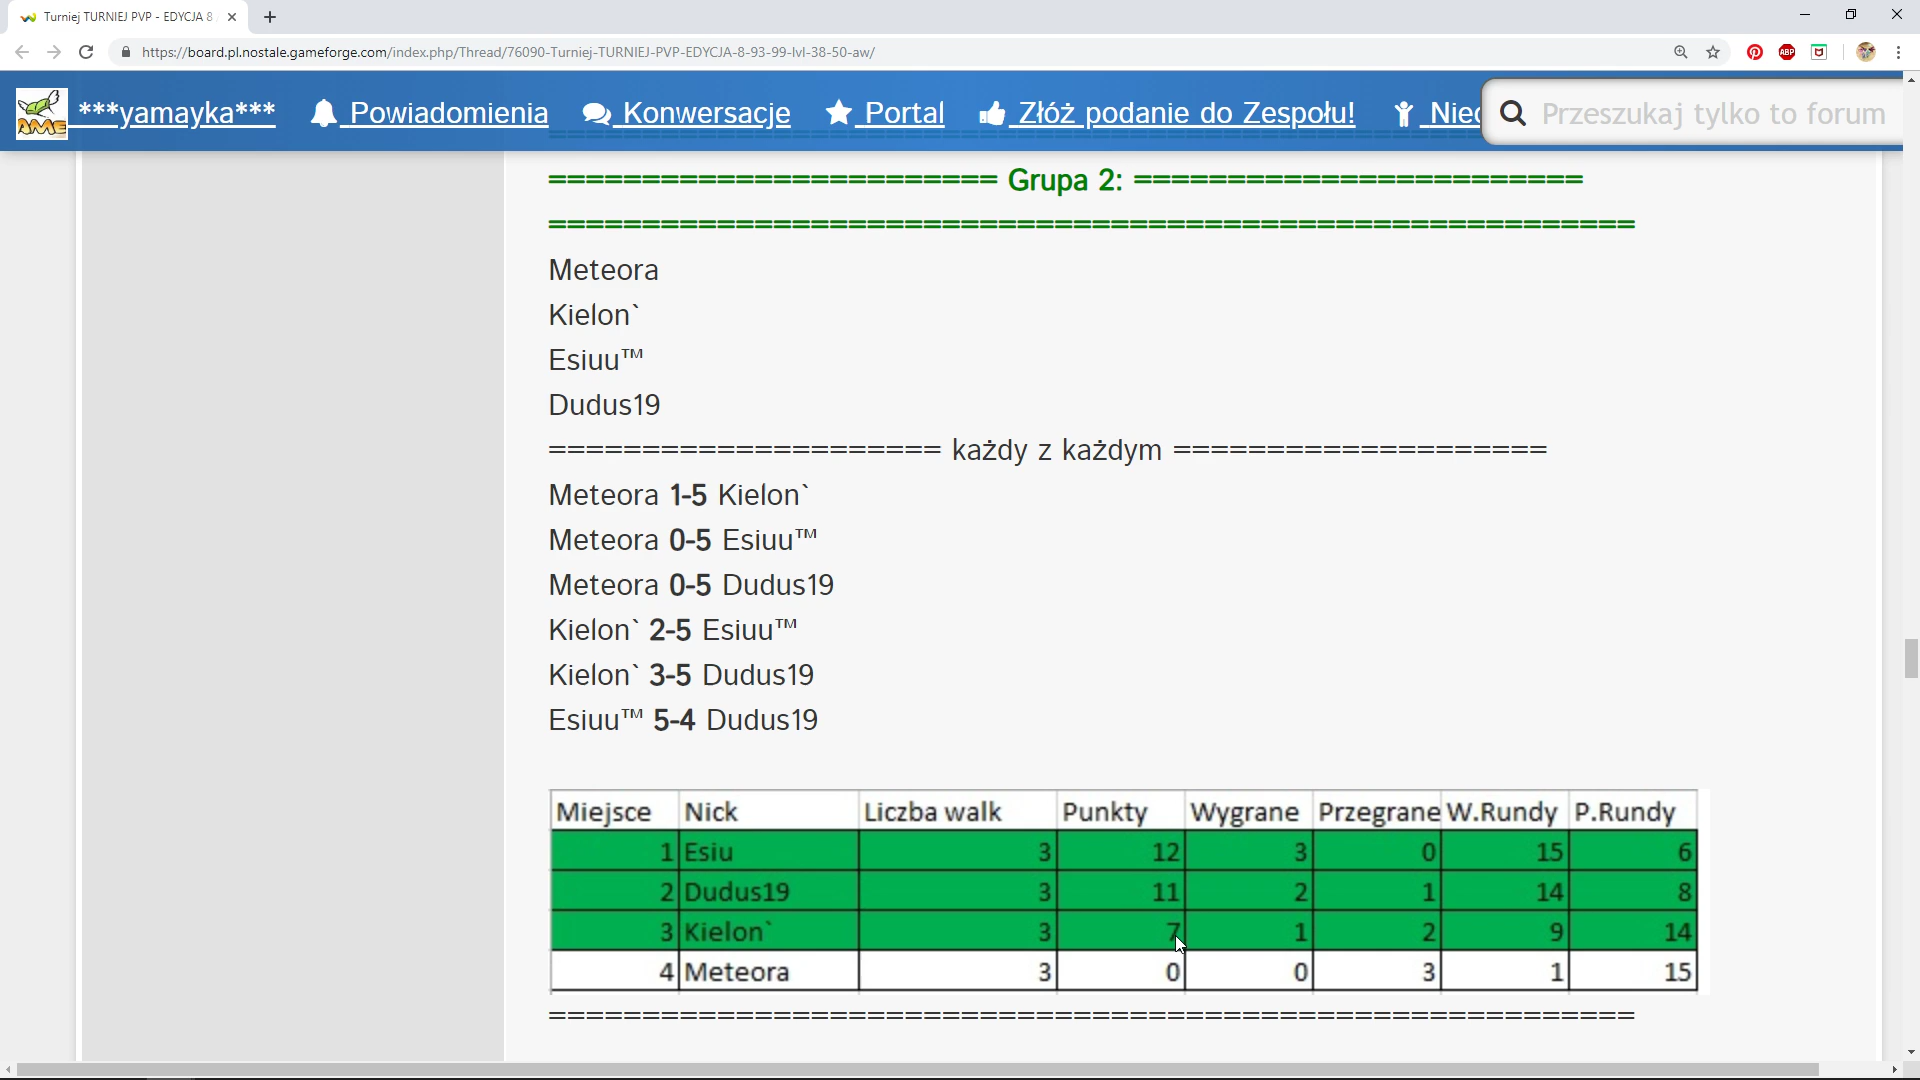 Turniej TURNIEJ PVP - EDYCJA 8
https://board.pl.nostale.gameforge.com/index.php/Thread/76090-Turniej-TURNIEJ-PVP-EDYCJA-8-93-99-lvl-38-50-aw/
***yamayka*** Powiadomienia Konwersacje Portal Złóż podanie do Zespołu! Nied Przeszukaj tylko to forum
======================== Grupa 2: ========================
==========================================================
Meteora
Kielon`
Esiuu™
Dudus19
===================== każdy z każdym ====================
Meteora 1-5 Kielon`
Meteora 0-5 Esiuu™
Meteora 0-5 Dudus19
Kielon` 2-5 Esiuu™
Kielon` 3-5 Dudus19
Esiuu™ 5-4 Dudus19
Miejsce Nick Liczba walk Punkty Wygrane Przegrane W.Rundy P.Rundy
1 Esiu 3 12 3 0 15 6
2 Dudus19 3 11 2 1 14 8
3 Kielon` 3 7 1 2 9 14
4 Meteora 3 0 0 3 1 15
==========================================================